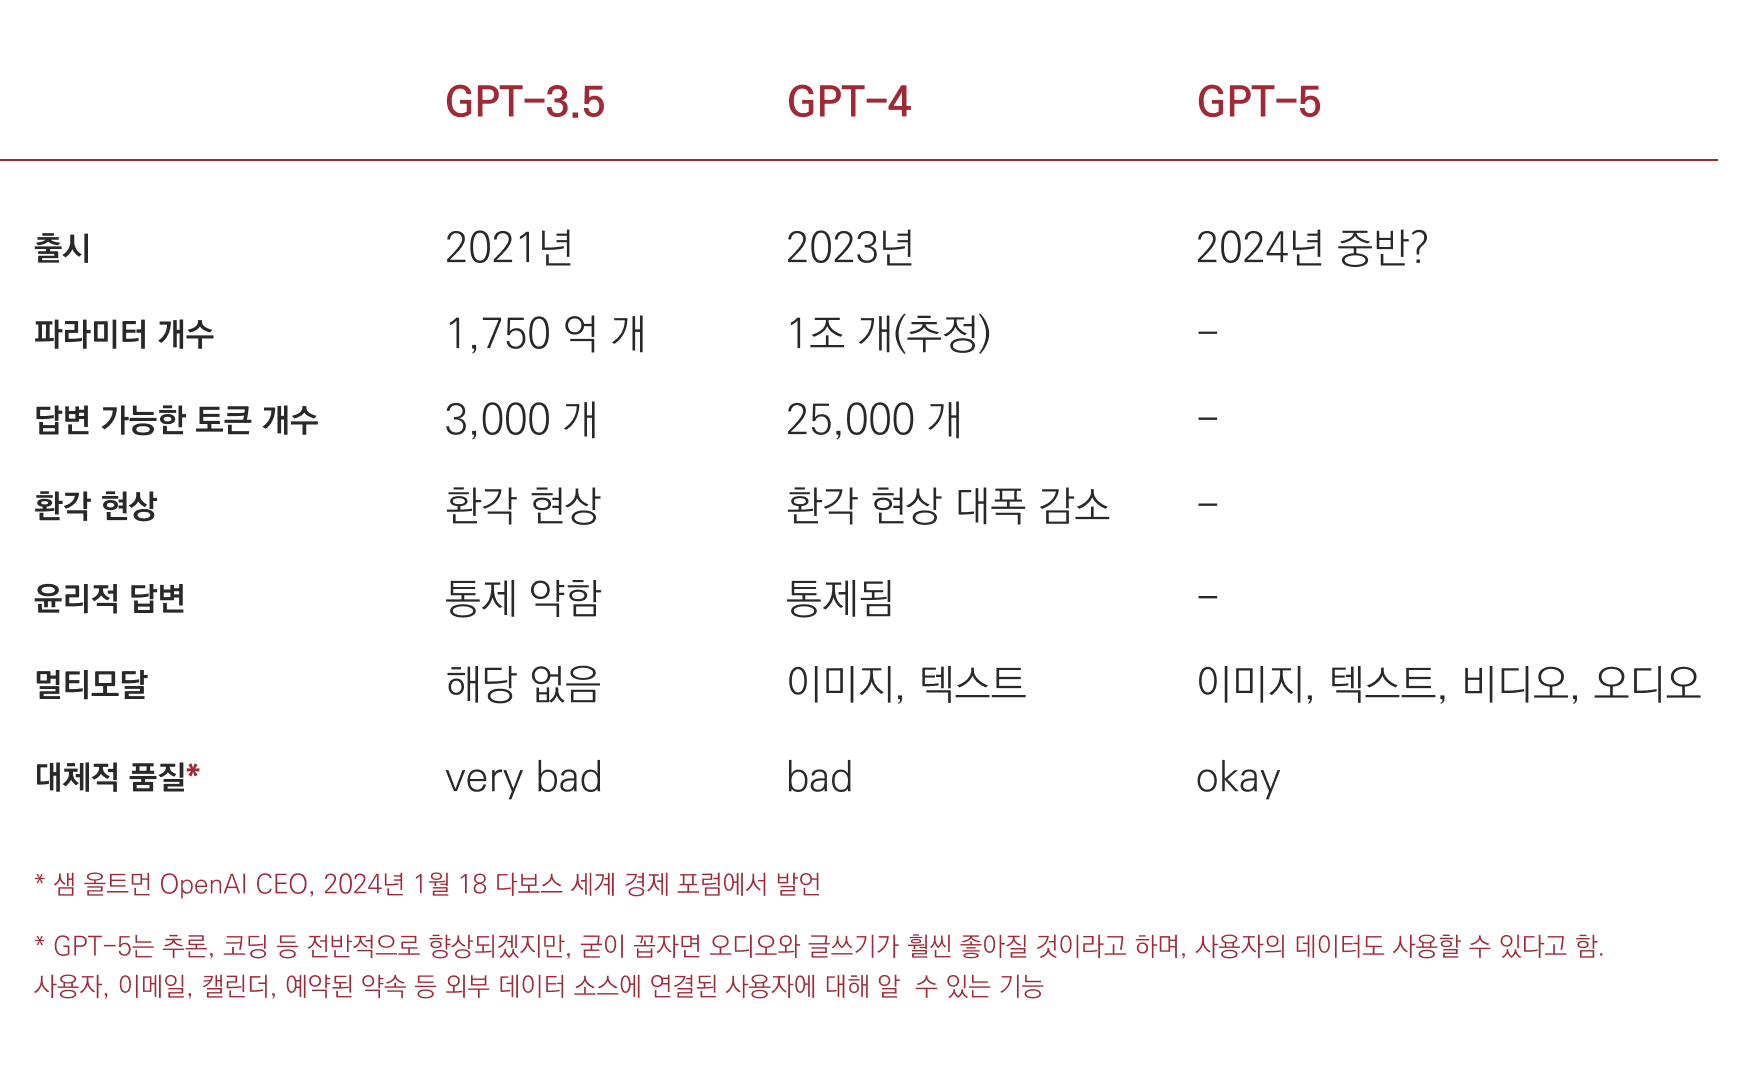 GPT-3.5 GPT-4 GPT-5
출시 2021년 2023년 2024년 중반?
파라미터 개수 1,750 억 개 1조 개(추정) -
답변 가능한 토큰 개수 3,000 개 25,000 개 -
환각 현상 환각 현상 환각 현상 대폭 감소 -
윤리적 답변 통제 약함 통제됨 -
멀티모달 해당 없음 이미지, 텍스트 이미지, 텍스트, 비디오, 오디오
대체적 품질* very bad bad okay
* 샘 올트먼 OpenAI CEO, 2024년 1월 18 다보스 세계 경제 포럼에서 발언
* GPT-5는 추론, 코딩 등 전반적으로 향상되겠지만, 굳이 꼽자면 오디오와 글쓰기가 훨씬 좋아질 것이라고 하며, 사용자의 데이터도 사용할 수 있다고 함.
사용자, 이메일, 캘린더, 예약된 약속 등 외부 데이터 소스에 연결된 사용자에 대해 알 수 있는 기능